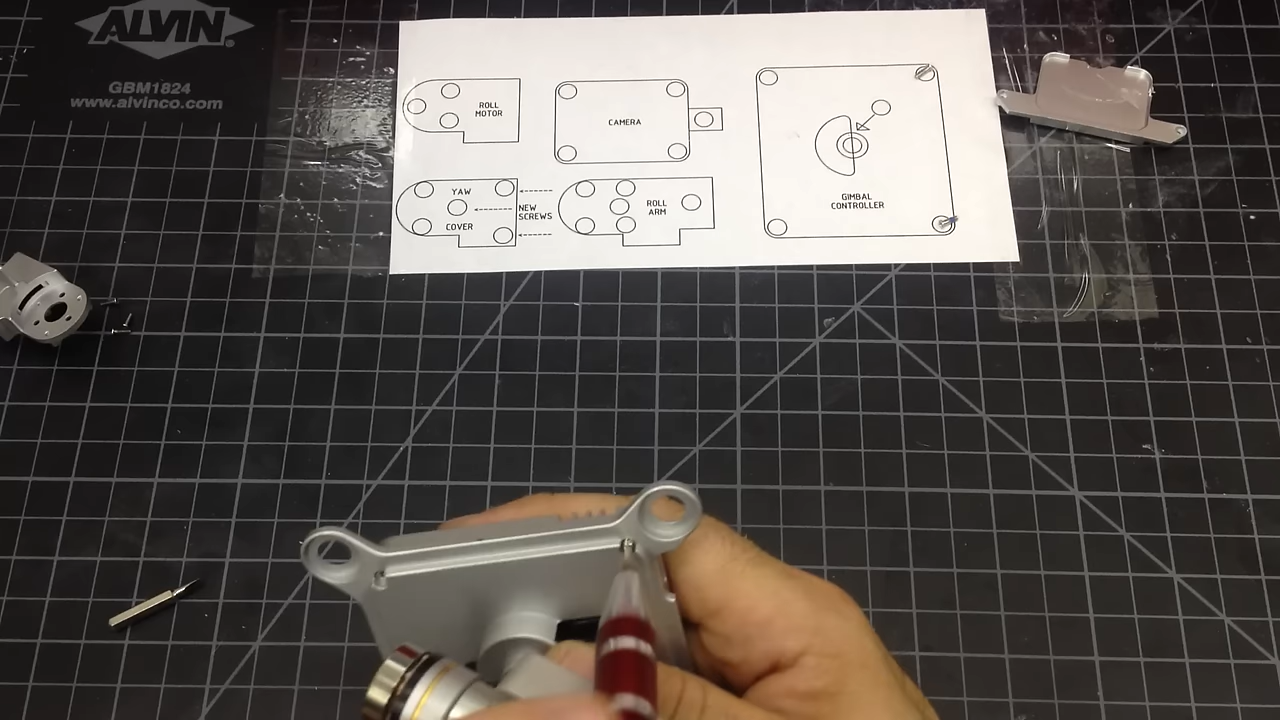 ALVIN
GBM1824
www.alvinco.com
ROLL
MOTOR
CAMERA
GIMBAL
CONTROLLER
YAW
COVER
NEW
SCREWS
ROLL
ARM